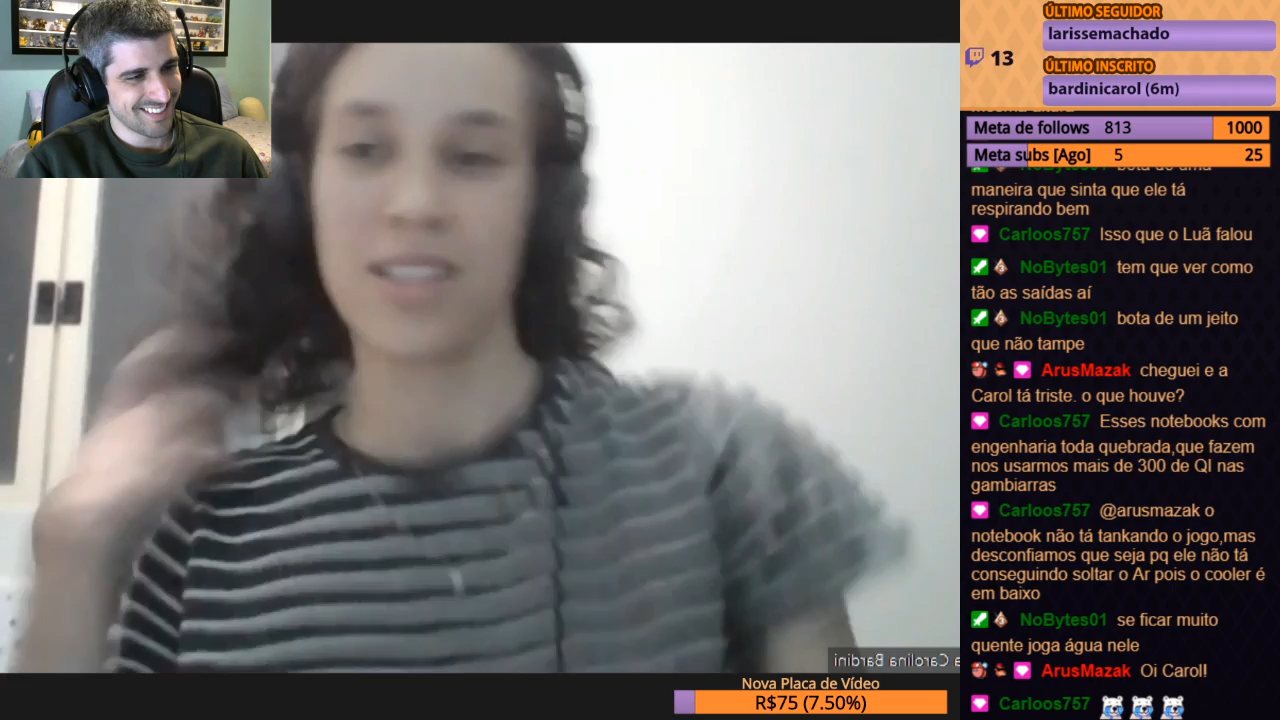 ÚLTIMO SEGUIDOR
larissemachado
13
ÚLTIMO INSCRITO
bardinicarol (6m)
Meta de follows 813 1000
Meta subs [Ago] 5 25
maneira que sinta que ele tá
respirando bem
Carloos757 Isso que o Luã falou
NoBytes01 tem que ver como
tão as saídas aí
NoBytes01 bota de um jeito
que não tampe
ArusMazak cheguei e a
Carol tá triste. o que houve?
Carloos757 Esses notebooks com
engenharia toda quebrada,que fazem
nos usarmos mais de 300 de QI nas
gambiarras
Carloos757 @arusmazak o
notebook não tá tankando o jogo,mas
desconfiamos que seja pq ele não tá
conseguindo soltar o Ar pois o cooler é
em baixo
NoBytes01 se ficar muito
quente joga água nele
ArusMazak Oi Carol!
Carloos757
a Carolina Bardini
Nova Placa de Vídeo
R$75 (7.50%)